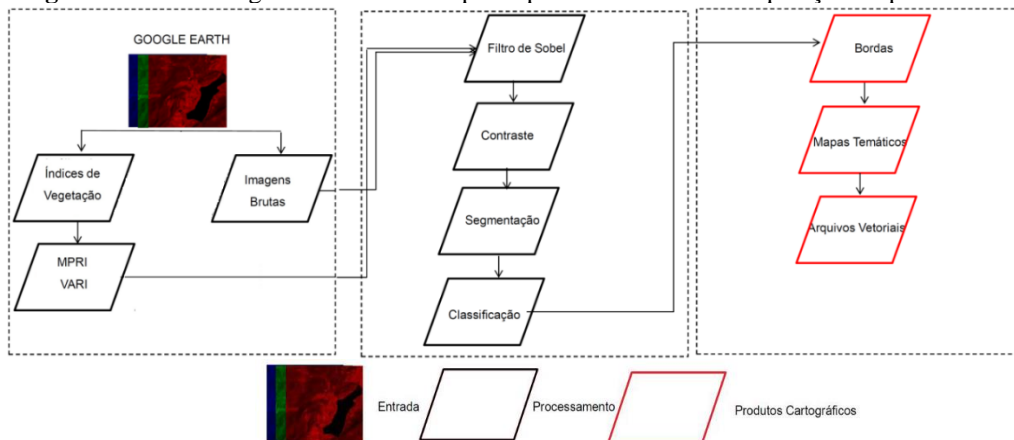 GOOGLE EARTH
Índices de
Vegetação
Imagens
Brutas
MPRI
VARI
Filtro de Sobel
Contraste
Segmentação
Classificação
Bordas
Mapas Temáticos
Arquivos Vetoriais
Entrada
Processamento
Produtos Cartográficos